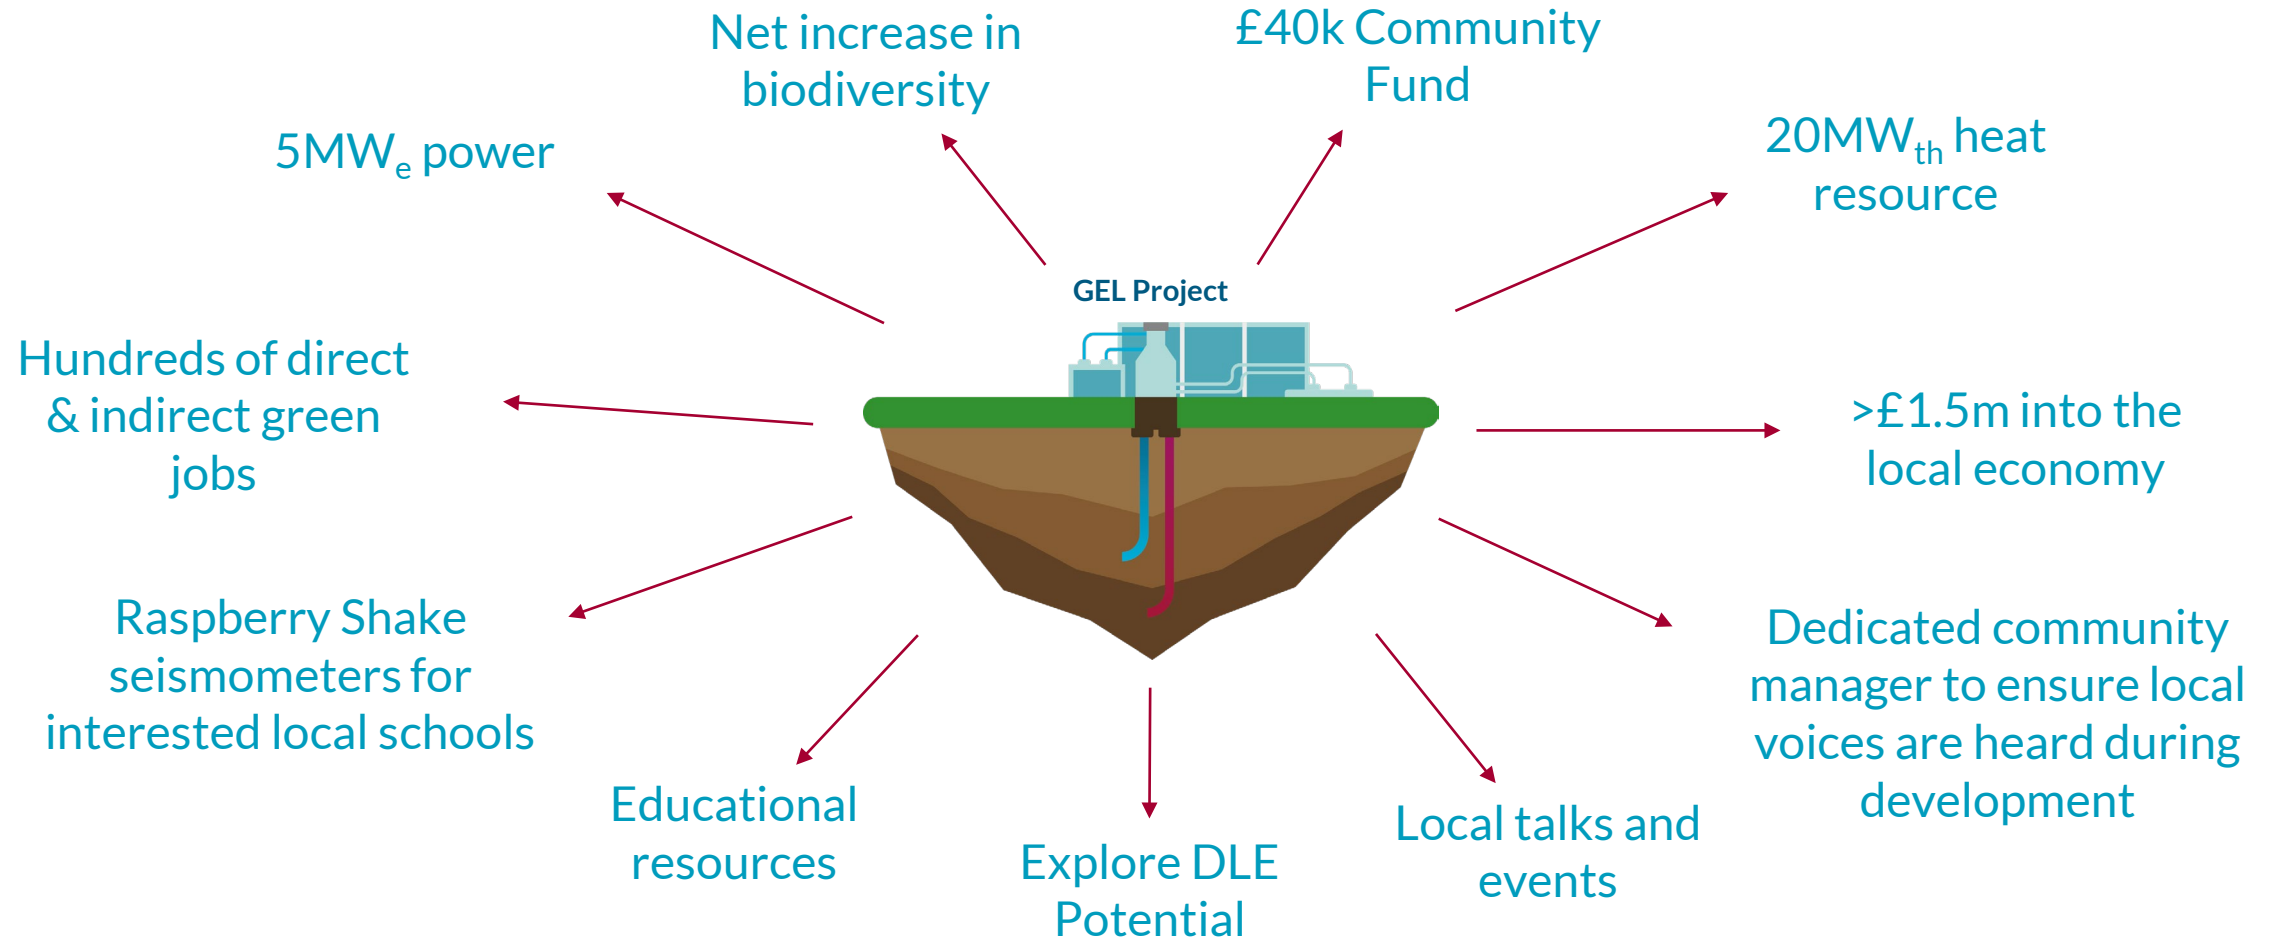 Net increase in
biodiversity
£40k Community
Fund
5MWe power
20MWth heat
resource
GEL Project
Hundreds of direct
& indirect green
jobs
>£1.5m into the
local economy
Raspberry Shake
seismometers for
interested local schools
Dedicated community
manager to ensure local
voices are heard during
development
Educational
resources
Explore DLE
Potential
Local talks and
events